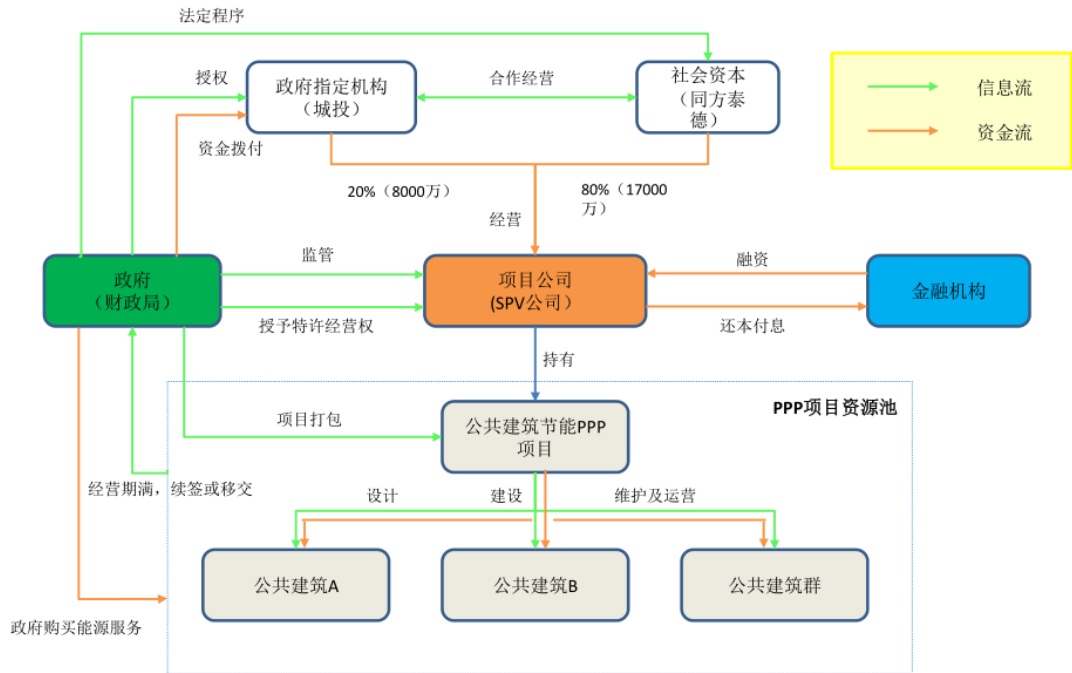 法定程序
授权
政府指定机构
（城投）
合作经营
社会资本
（同方泰
德）
信息流
资金流
资金拨付
20%（8000万）
80%（17000
万）
经营
政府
（财政局）
监管
授予特许经营权
项目公司
(SPV公司）
融资
还本付息
金融机构
持有
PPP项目资源池
项目打包
公共建筑节能PPP
项目
经营期满，续签或移交
设计
建设
维护及运营
公共建筑A
公共建筑B
公共建筑群
政府购买能源服务